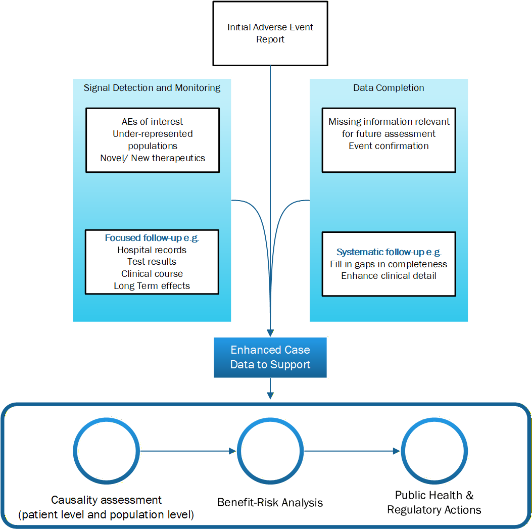 Initial Adverse Event
Report
Signal Detection and Monitoring
AEs of interest
Under-represented
populations
Novel/ New therapeutics
Focused follow-up e.g.
Hospital records
Test results
Clinical course
Long Term effects
Data Completion
Missing information relevant
for future assessment
Event confirmation
Systematic follow-up e.g.
Fill in gaps in completeness
Enhance clinical detail
Enhanced Case
Data to Support
Causality assessment
(patient level and population level)
Benefit-Risk Analysis
Public Health &
Regulatory Actions